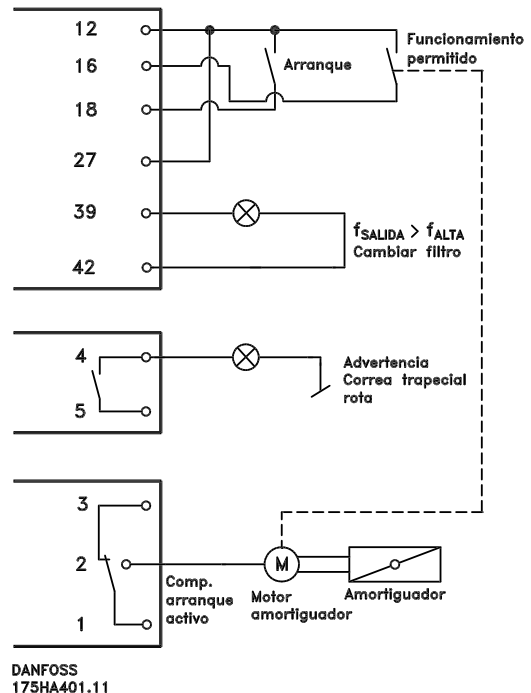 12
16
18
27
39
42
Arranque
Funcionamiento
permitido
fSALIDA > fALTA
Cambiar filtro
4
5
Advertencia
Correa trapecial
rota
3
2
1
Comp.
arranque
activo
M
Motor
amortiguador
Amortiguador
DANFOSS
175HA401.11